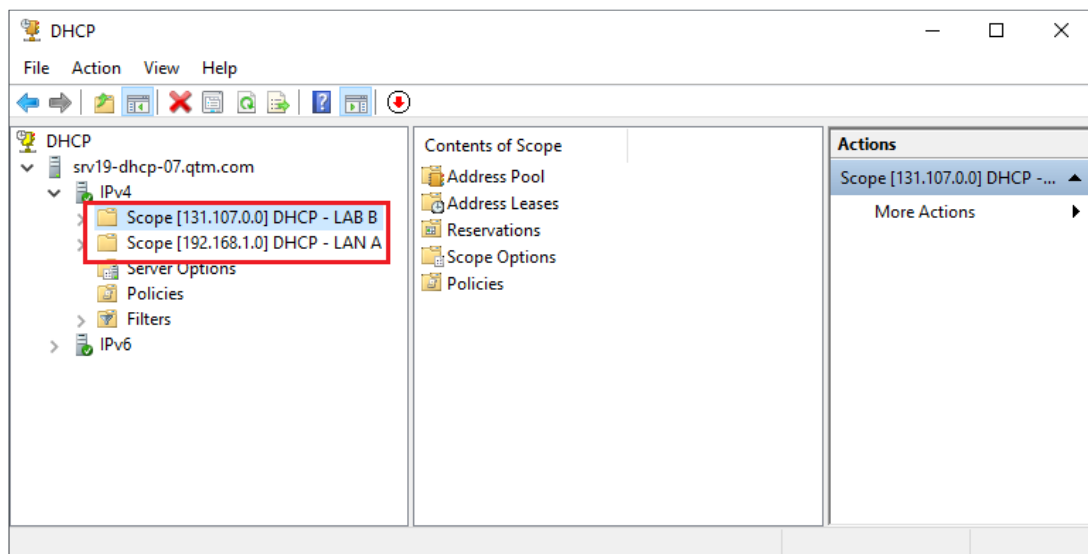 DHCP
File Action View Help
DHCP
srv19-dhcp-07.qtm.com
IPv4
Scope [131.107.0.0] DHCP - LAB B
Scope [192.168.1.0] DHCP - LAN A
Server Options
Policies
Filters
IPv6
Contents of Scope
Address Pool
Address Leases
Reservations
Scope Options
Policies
Actions
Scope [131.107.0.0] DHCP -...
More Actions